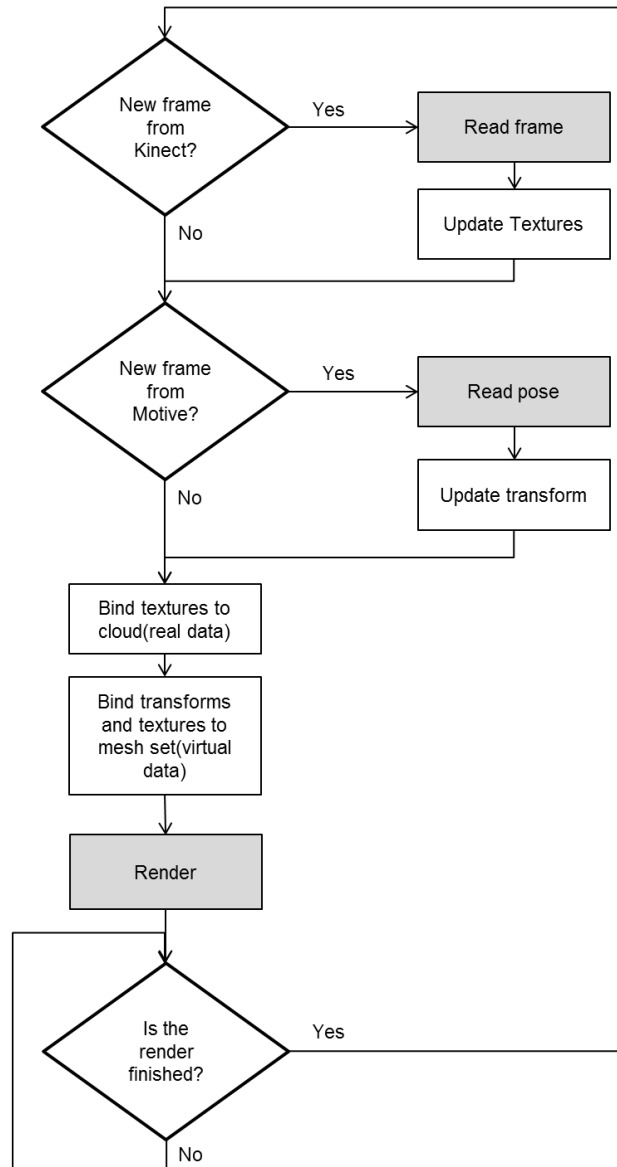 New frame
from
Kinect?
Yes
Read frame
Update Textures
No
New frame
from
Motive?
Yes
Read pose
Update transform
No
Bind textures to
cloud(real data)
Bind transforms
and textures to
mesh set(virtual
data)
Render
Is the
render
finished?
Yes
No